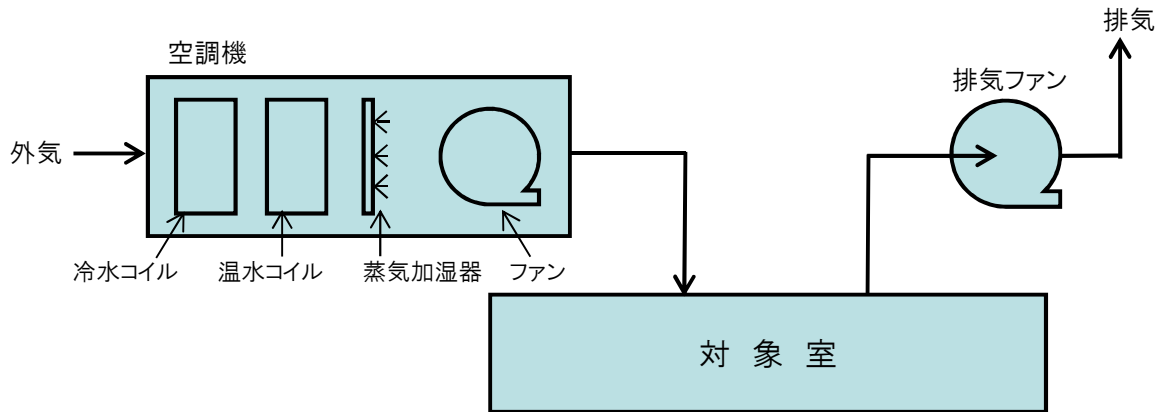 排気
空調機
排気ファン
外気
冷水コイル
温水コイル
蒸気加湿器
ファン
対象室